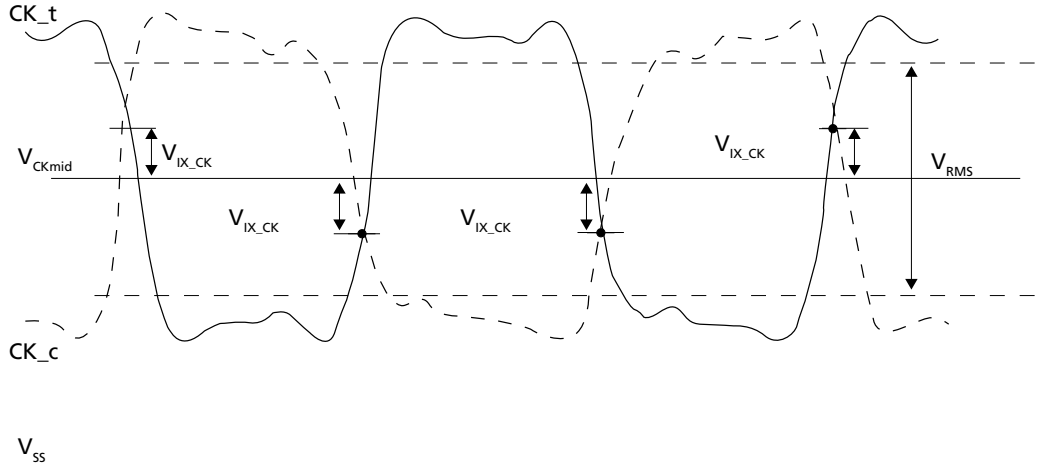 CK_t
V_IX_CK
V_CKmid
V_IX_CK
V_RMS
V_IX_CK
V_IX_CK
CK_c
V_SS